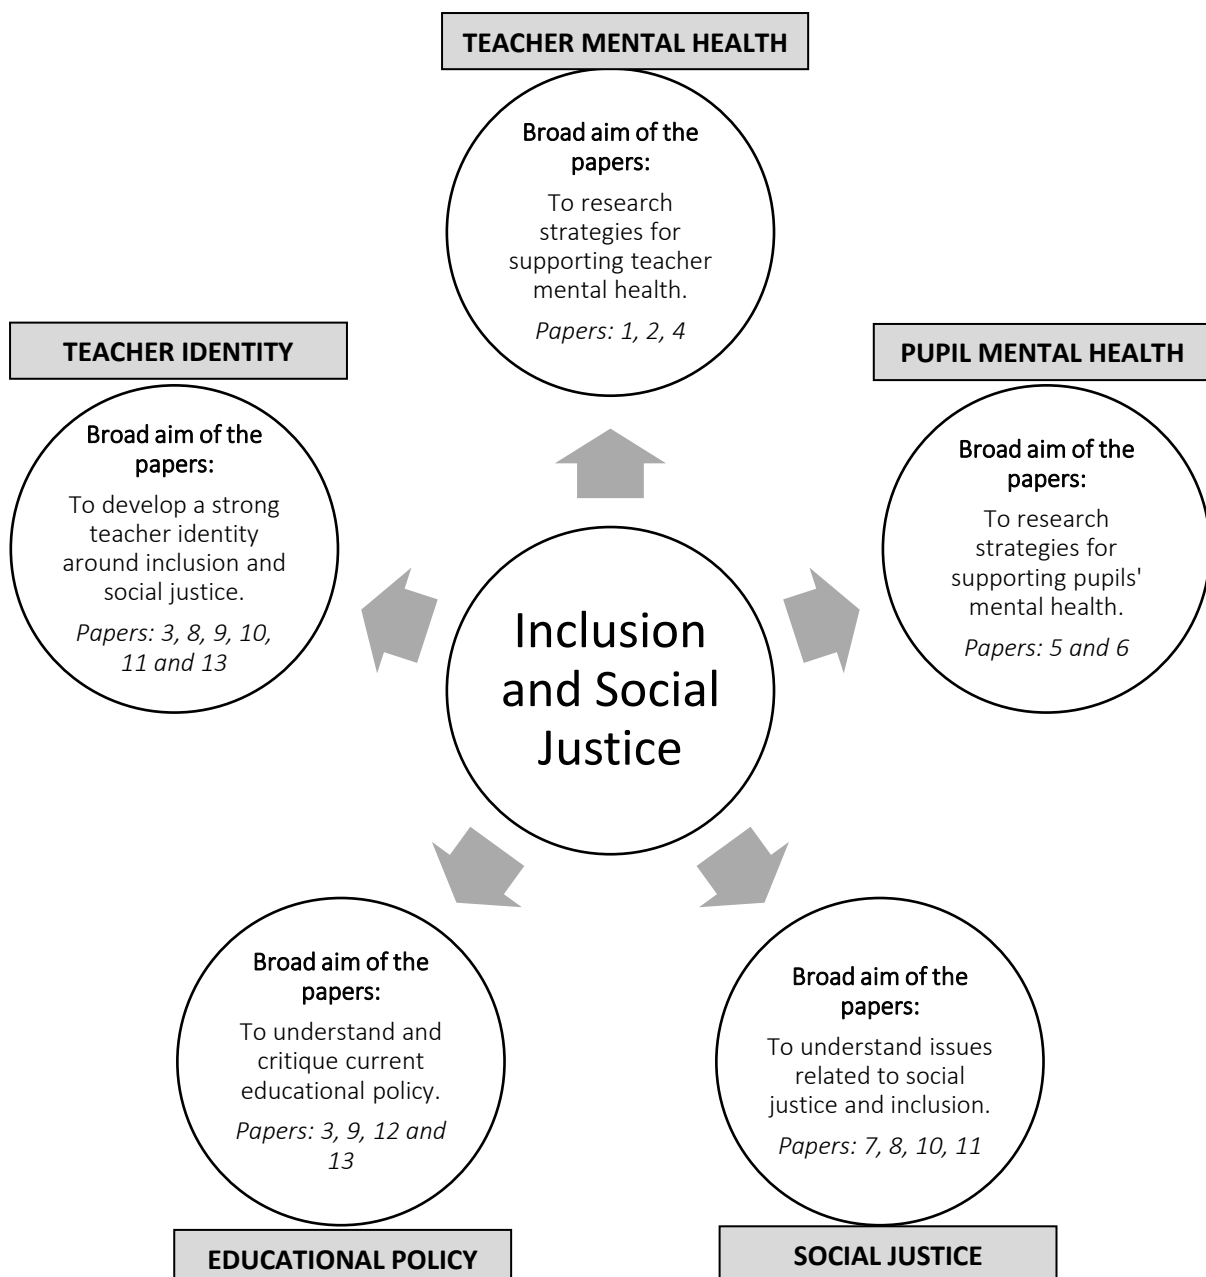 TEACHER MENTAL HEALTH
Broad aim of the
papers:
To research
strategies for
supporting teacher
mental health.
Papers: 1, 2, 4
TEACHER IDENTITY
Broad aim of the
papers:
To develop a strong
teacher identity
around inclusion and
social justice.
Papers: 3, 8, 9, 10,
11 and 13
PUPIL MENTAL HEALTH
Broad aim of the
papers:
To research
strategies for
supporting pupils'
mental health.
Papers: 5 and 6
Inclusion
and Social
Justice
Broad aim of the
papers:
To understand and
critique current
educational policy.
Papers: 3, 9, 12 and
13
EDUCATIONAL POLICY
Broad aim of the
papers:
To understand issues
related to social
justice and inclusion.
Papers: 7, 8, 10, 11
SOCIAL JUSTICE